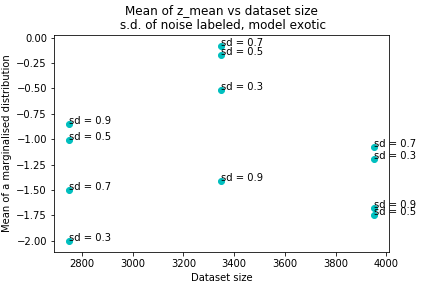 Mean of z_mean vs dataset size
s.d. of noise labeled, model exotic
Mean of a marginalised distribution
0.00
−0.25
−0.50
−0.75
−1.00
−1.25
−1.50
−1.75
−2.00
sd = 0.7
sd = 0.5
sd = 0.3
sd = 0.9
sd = 0.5
sd = 0.7
sd = 0.3
sd = 0.9
sd = 0.7
sd = 0.3
sd = 0.9
sd = 0.5
2800
3000
3200
3400
3600
3800
4000
Dataset size